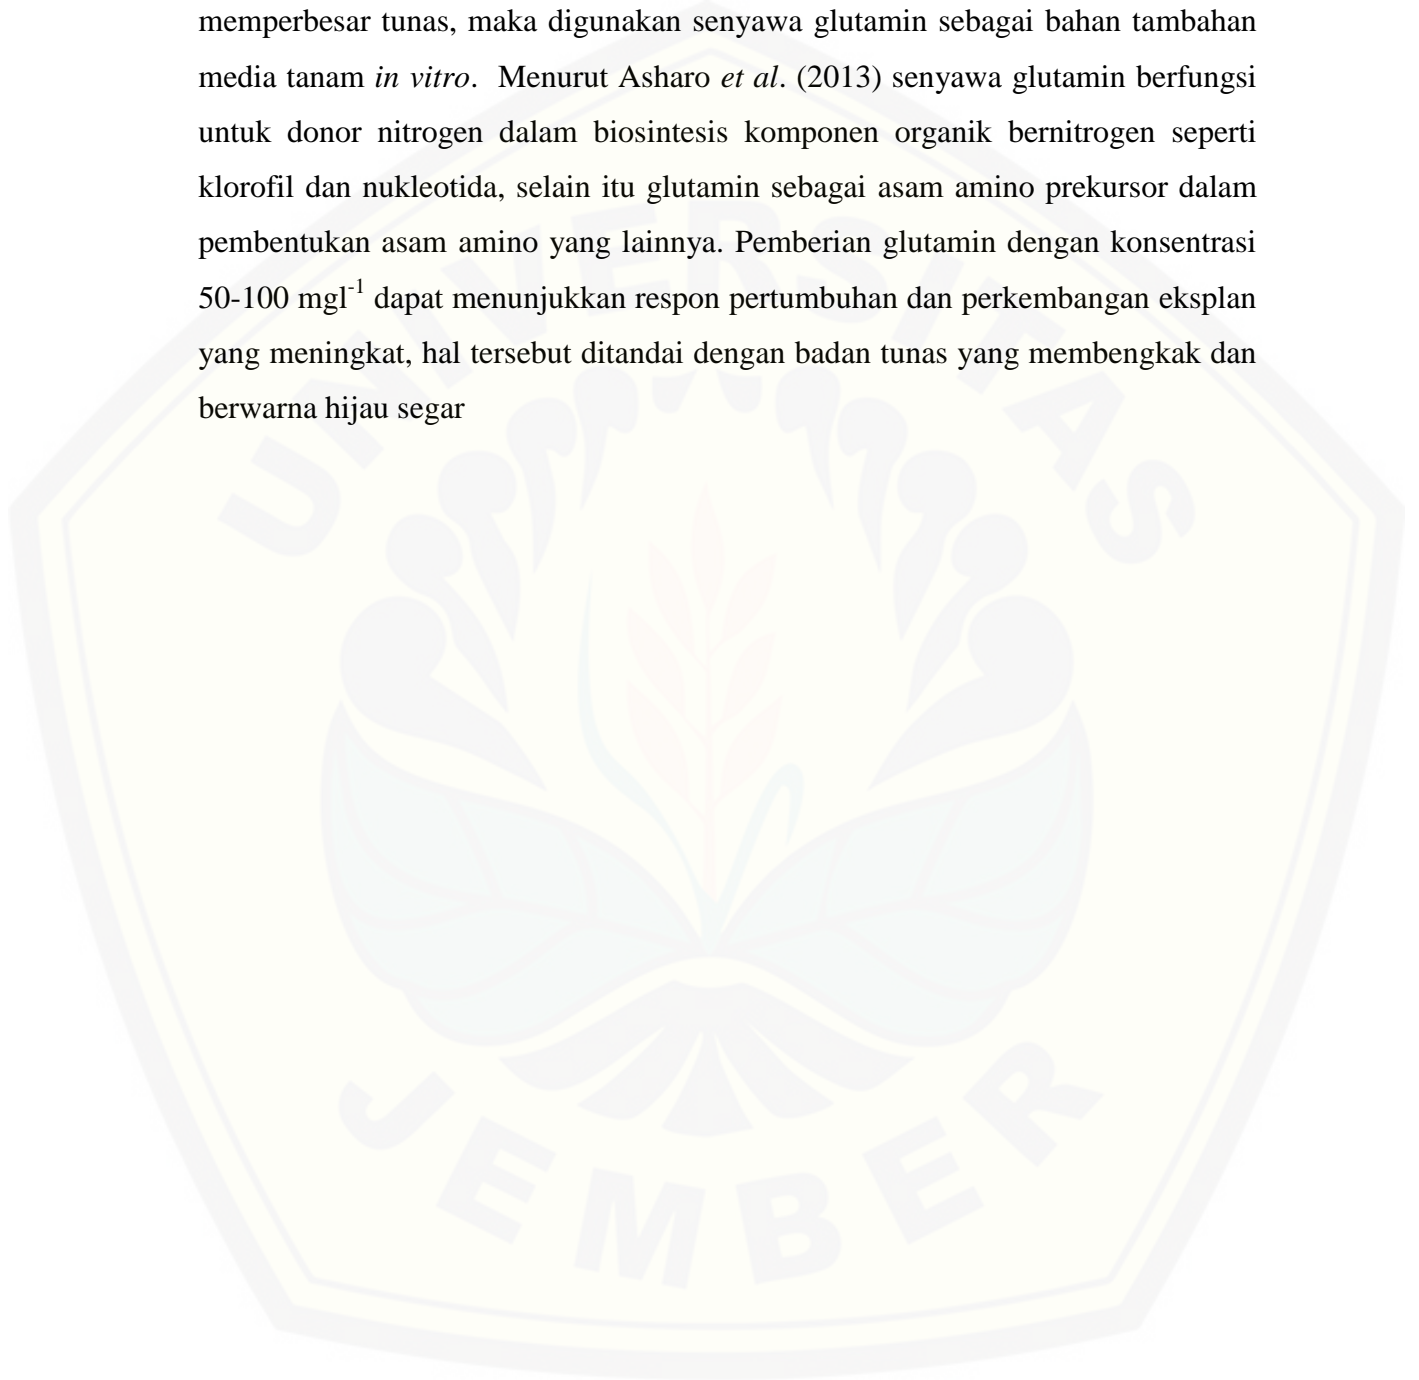 memperbesar tunas, maka digunakan senyawa glutamin sebagai bahan tambahan
media tanam in vitro. Menurut Asharo et al. (2013) senyawa glutamin berfungsi
untuk donor nitrogen dalam biosintesis komponen organik bernitrogen seperti
klorofil dan nukleotida, selain itu glutamin sebagai asam amino prekursor dalam
pembentukan asam amino yang lainnya. Pemberian glutamin dengan konsentrasi
50-100 mgl⁻¹ dapat menunjukkan respon pertumbuhan dan perkembangan eksplan
yang meningkat, hal tersebut ditandai dengan badan tunas yang membengkak dan
berwarna hijau segar
UNIVERSITAS
JEMBER